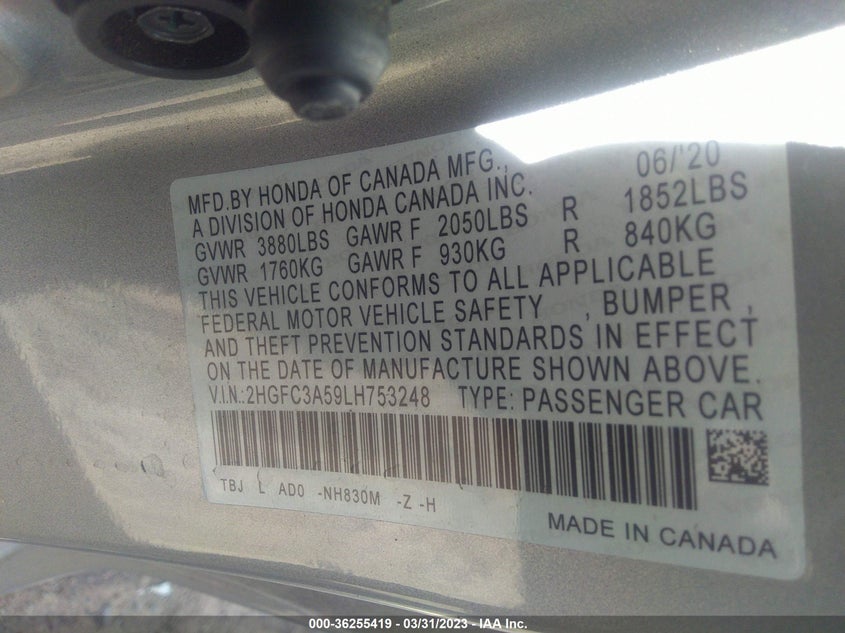 MFD.BY HONDA OF CANADA MFG., 06/'20
A DIVISION OF HONDA CANADA INC.
GVWR 3880LBS GAWR F 2050LBS R 1852LBS
GVWR 1760KG GAWR F 930KG R 840KG
THIS VEHICLE CONFORMS TO ALL APPLICABLE
FEDERAL MOTOR VEHICLE SAFETY , BUMPER ,
AND THEFT PREVENTION STANDARDS IN EFFECT
ON THE DATE OF MANUFACTURE SHOWN ABOVE.
V.I.N.:2HGFC3A59LH753248 TYPE: PASSENGER CAR
TBJ L AD0 -NH830M -Z -H
MADE IN CANADA
000-36255419 - 03/31/2023 - IAA Inc.